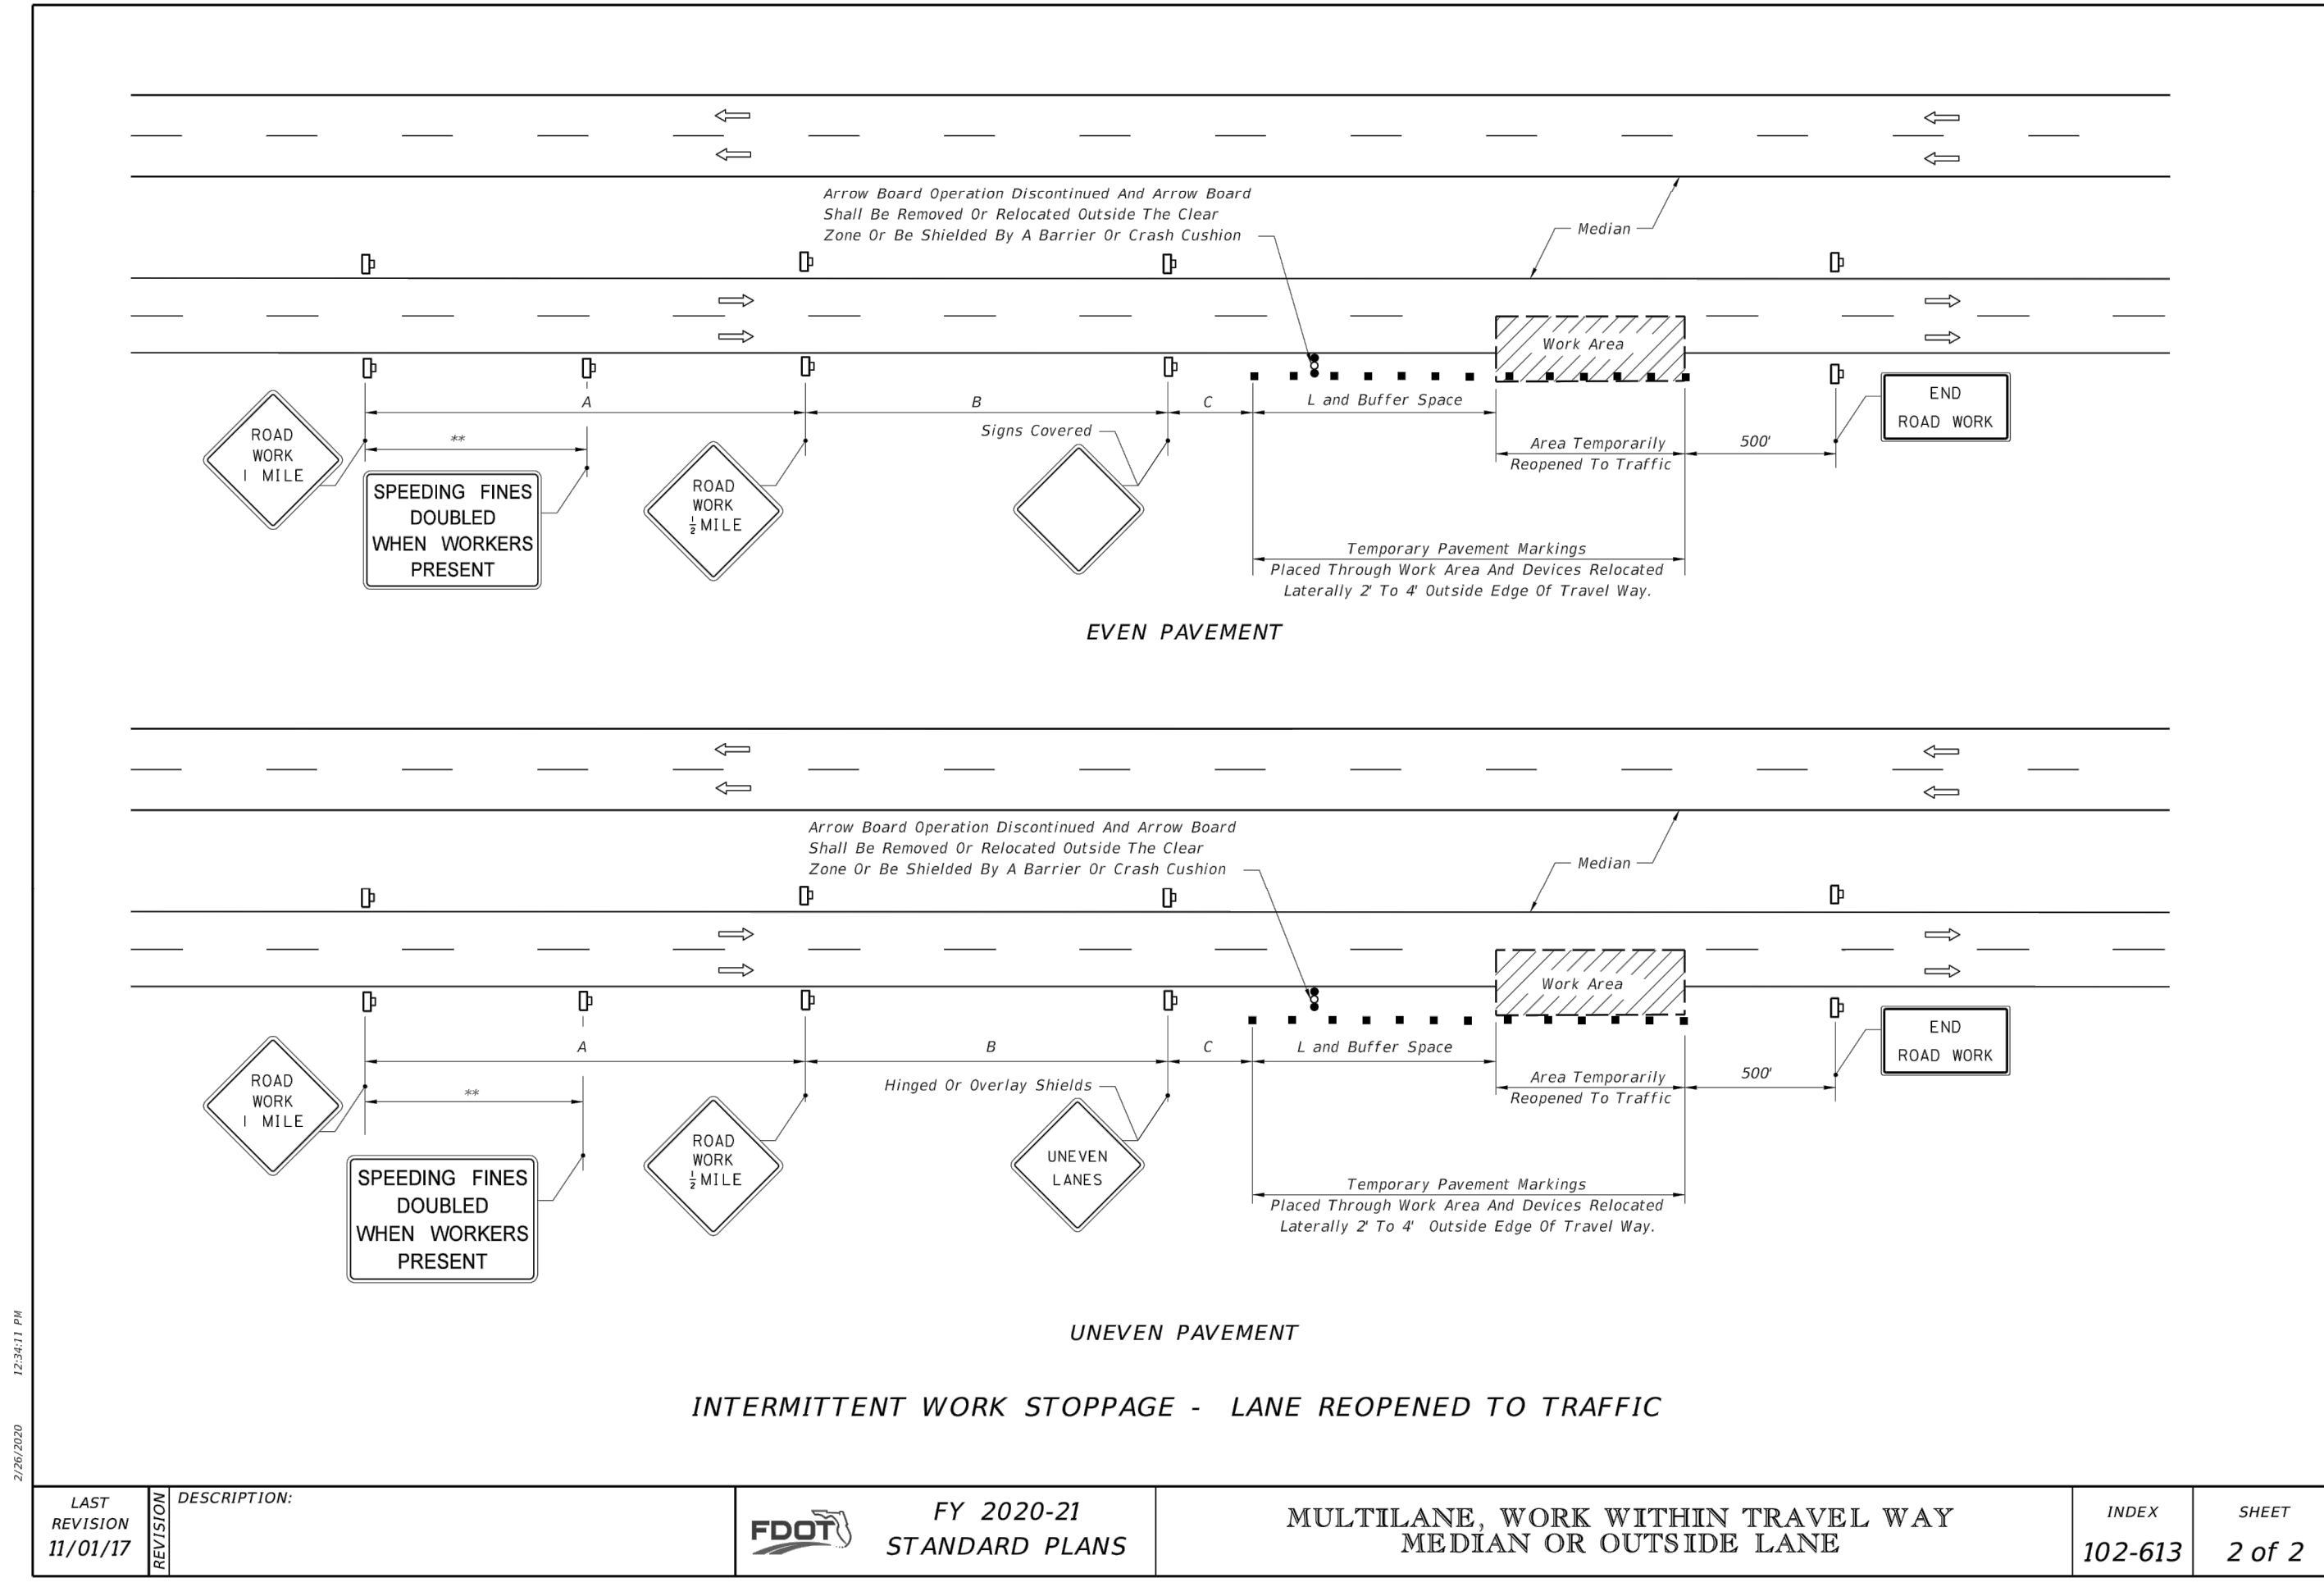 Arrow Board Operation Discontinued And Arrow Board
Shall Be Removed Or Relocated Outside The Clear
Zone Or Be Shielded By A Barrier Or Crash Cushion
Median
Work Area
A
B
C
L and Buffer Space
END
ROAD WORK
ROAD
WORK
1 MILE
**
Signs Covered
Area Temporarily
Reopened To Traffic
500'
SPEEDING FINES
DOUBLED
WHEN WORKERS
PRESENT
ROAD
WORK
½ MILE
Temporary Pavement Markings
Placed Through Work Area And Devices Relocated
Laterally 2' To 4' Outside Edge Of Travel Way.
EVEN PAVEMENT
Arrow Board Operation Discontinued And Arrow Board
Shall Be Removed Or Relocated Outside The Clear
Zone Or Be Shielded By A Barrier Or Crash Cushion
Median
Work Area
A
B
C
L and Buffer Space
END
ROAD WORK
ROAD
WORK
1 MILE
**
Hinged Or Overlay Shields
Area Temporarily
Reopened To Traffic
500'
SPEEDING FINES
DOUBLED
WHEN WORKERS
PRESENT
ROAD
WORK
½ MILE
UNEVEN
LANES
Temporary Pavement Markings
Placed Through Work Area And Devices Relocated
Laterally 2' To 4' Outside Edge Of Travel Way.
UNEVEN PAVEMENT
INTERMITTENT WORK STOPPAGE - LANE REOPENED TO TRAFFIC
2/26/2020 12:34:11 PM
LAST
REVISION
11/01/17
REVISION
DESCRIPTION:
FDOT
FY 2020-21
STANDARD PLANS
MULTILANE, WORK WITHIN TRAVEL WAY
MEDIAN OR OUTSIDE LANE
INDEX
102-613
SHEET
2 of 2